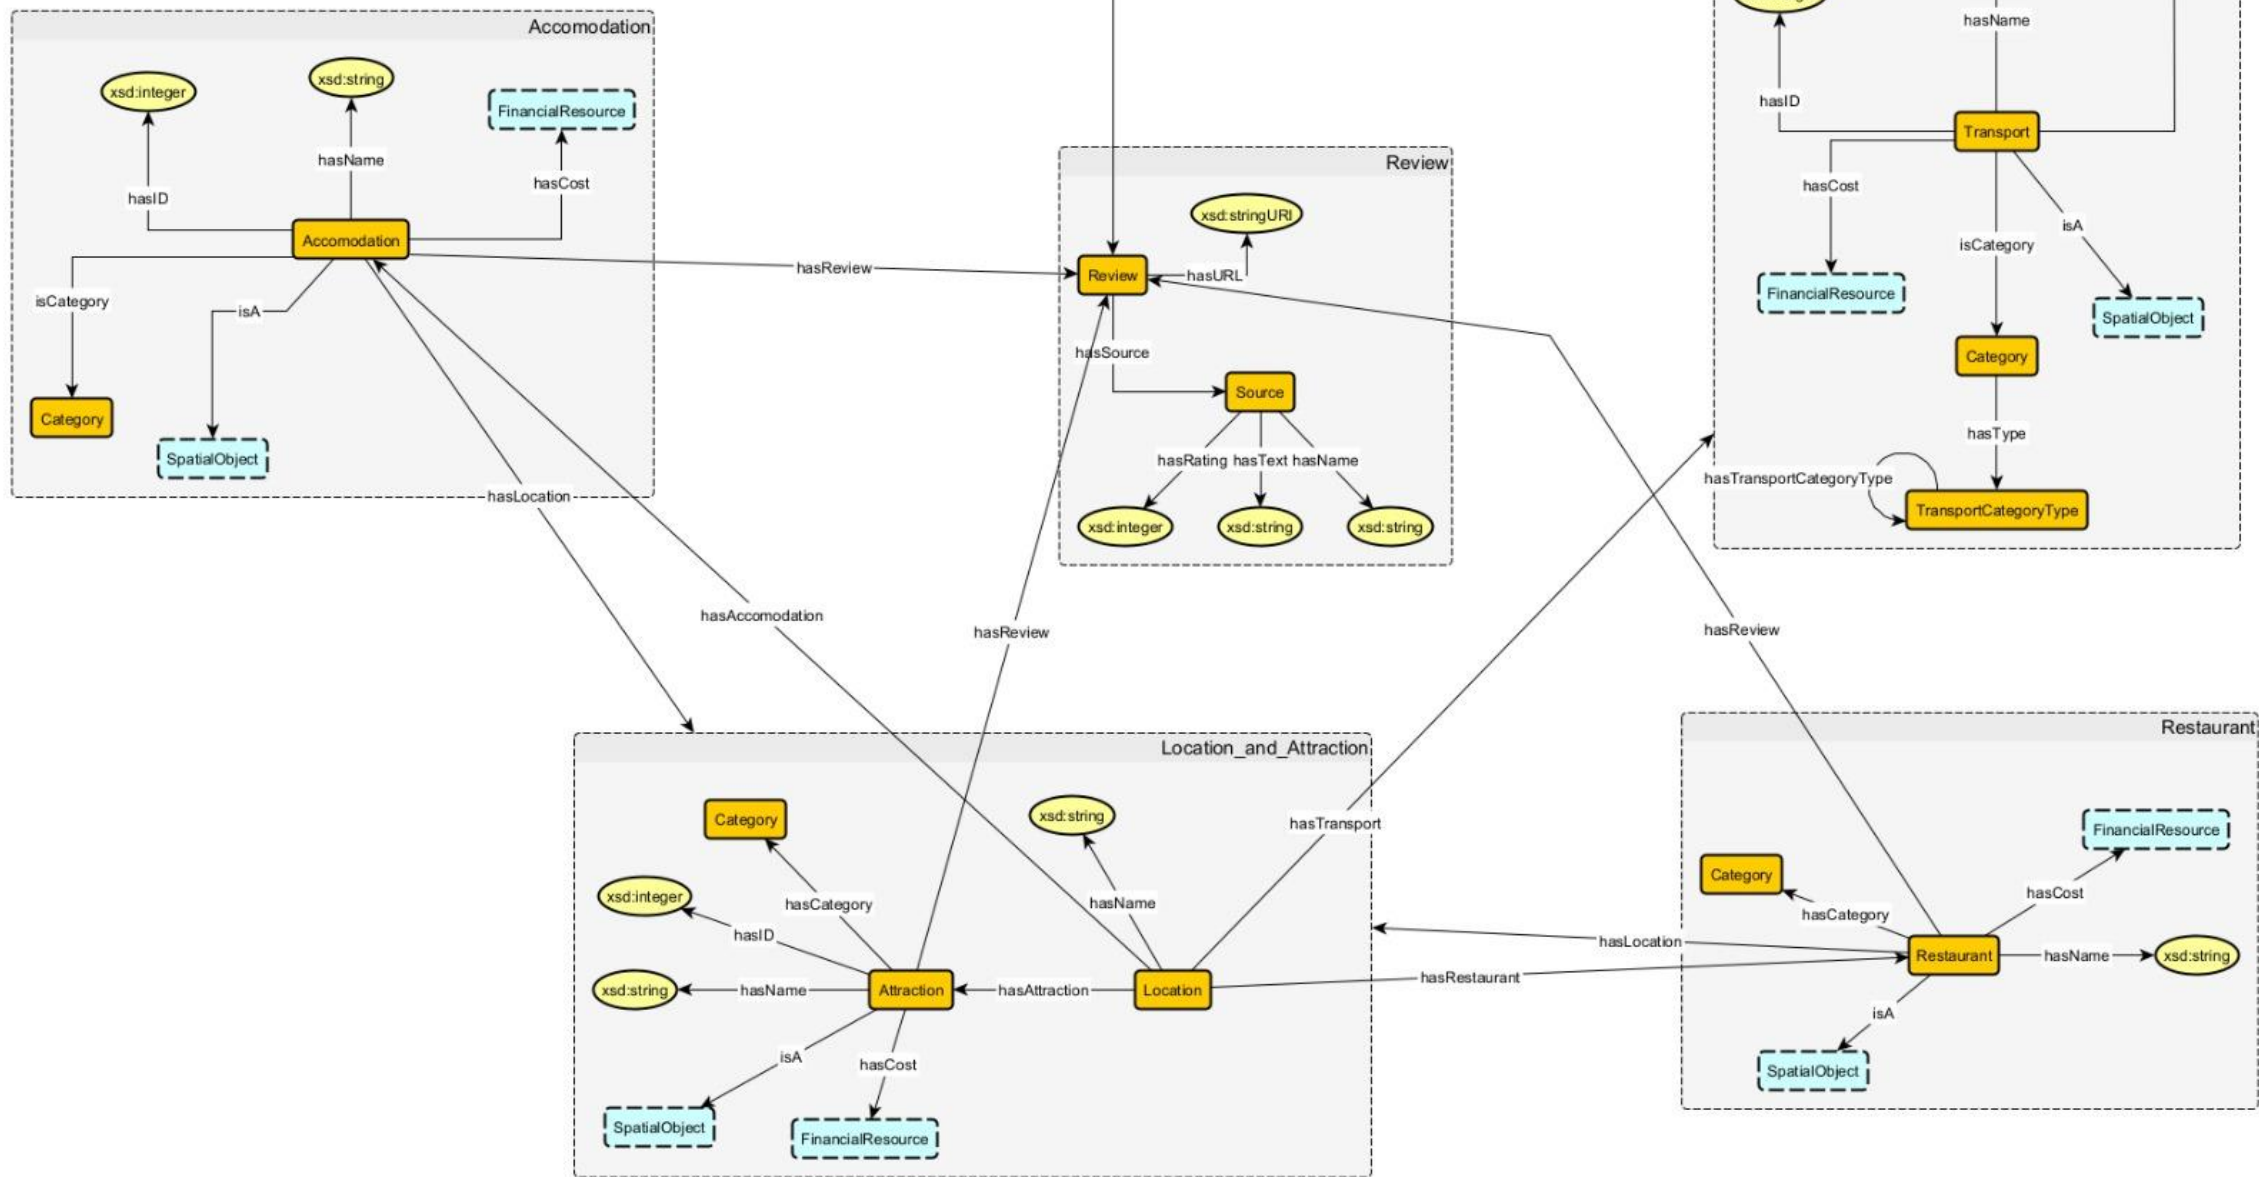 Accomodation
xsd:integer
xsd:string
FinancialResource
hasName
hasCost
hasID
Accomodation
isCategory
isA
Category
SpatialObject
hasReview
hasLocation
hasAccomodation
Review
xsd:stringURI
Review
hasURL
hasSource
Source
hasRating
hasText
hasName
xsd:integer
xsd:string
xsd:string
hasReview
hasName
hasID
Transport
hasCost
isA
isCategory
FinancialResource
SpatialObject
Category
hasType
hasTransportCategoryType
TransportCategoryType
hasReview
Location_and_Attraction
Category
xsd:string
hasTransport
xsd:integer
hasCategory
hasName
hasID
xsd:string
hasName
Attraction
hasAttraction
Location
isA
hasCost
SpatialObject
FinancialResource
hasLocation
hasRestaurant
Restaurant
FinancialResource
Category
hasCost
hasCategory
Restaurant
hasName
xsd:string
isA
SpatialObject